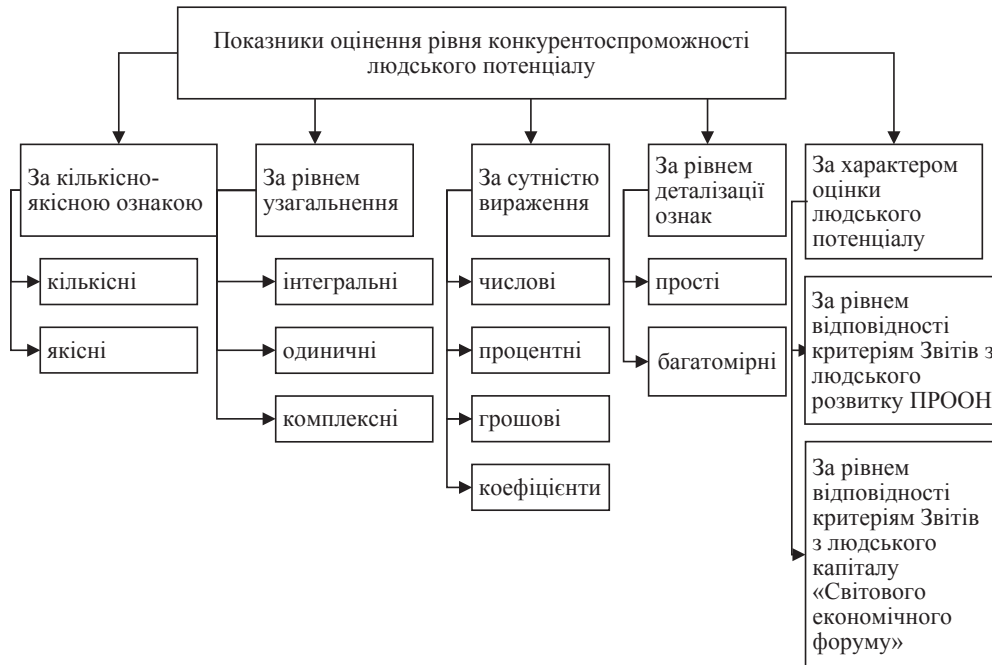 Показники оцінення рівня конкурентоспроможності
людського потенціалу
За кількісно-
якісною ознакою
кількісні
якісні
За рівнем
узагальнення
інтегральні
одиничні
комплексні
За сутністю
вираження
числові
процентні
грошові
коефіцієнти
За рівнем
деталізації
ознак
прості
багатомірні
За характером
оцінки
людського
потенціалу
За рівнем
відповідності
критеріям Звітів з
людського
розвитку ПРООН
За рівнем
відповідності
критеріям Звітів
з людського
капіталу
«Світового
економічного
форуму»